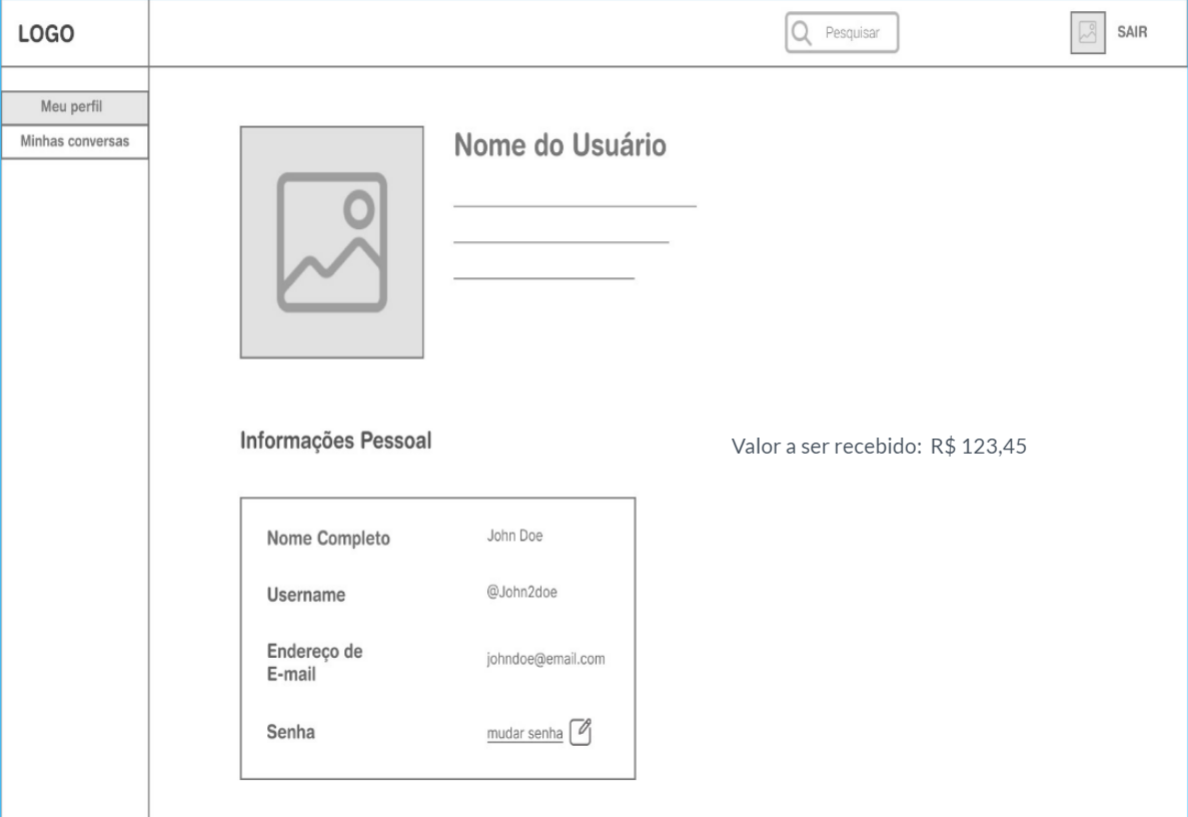 LOGO
Pesquisar
SAIR
Meu perfil
Minhas conversas
Nome do Usuário
Informações Pessoal
Valor a ser recebido: R$ 123,45
Nome Completo
John Doe
Username
@John2doe
Endereço de
E-mail
johndoe@email.com
Senha
mudar senha